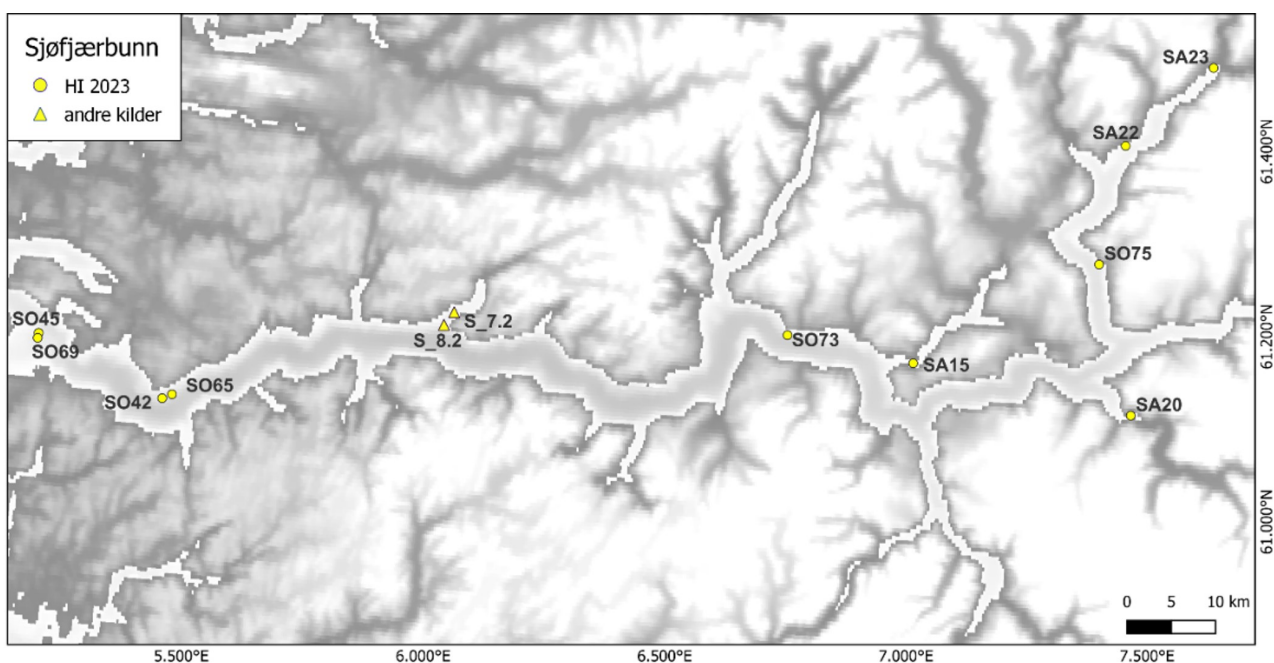 Sjøfjærbunn
HI 2023
andre kilder
SA23
SA22
61.400°N
SO75
SO45
S_7.2
SO69
S_8.2
SO73
61.200°N
SA15
SO65
SO42
SA20
61.000°N
0 5 10 km
5.500°E 6.000°E 6.500°E 7.000°E 7.500°E